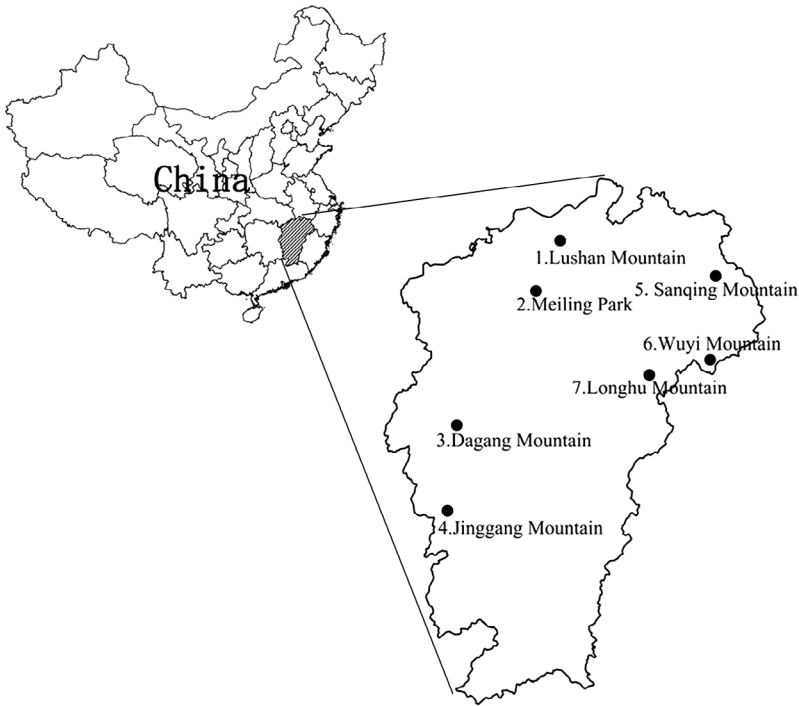 China
1.Lushan Mountain
5. Sanqing Mountain
2.Meiling Park
6.Wuyi Mountain
7.Longhu Mountain
3.Dagang Mountain
4.Jinggang Mountain